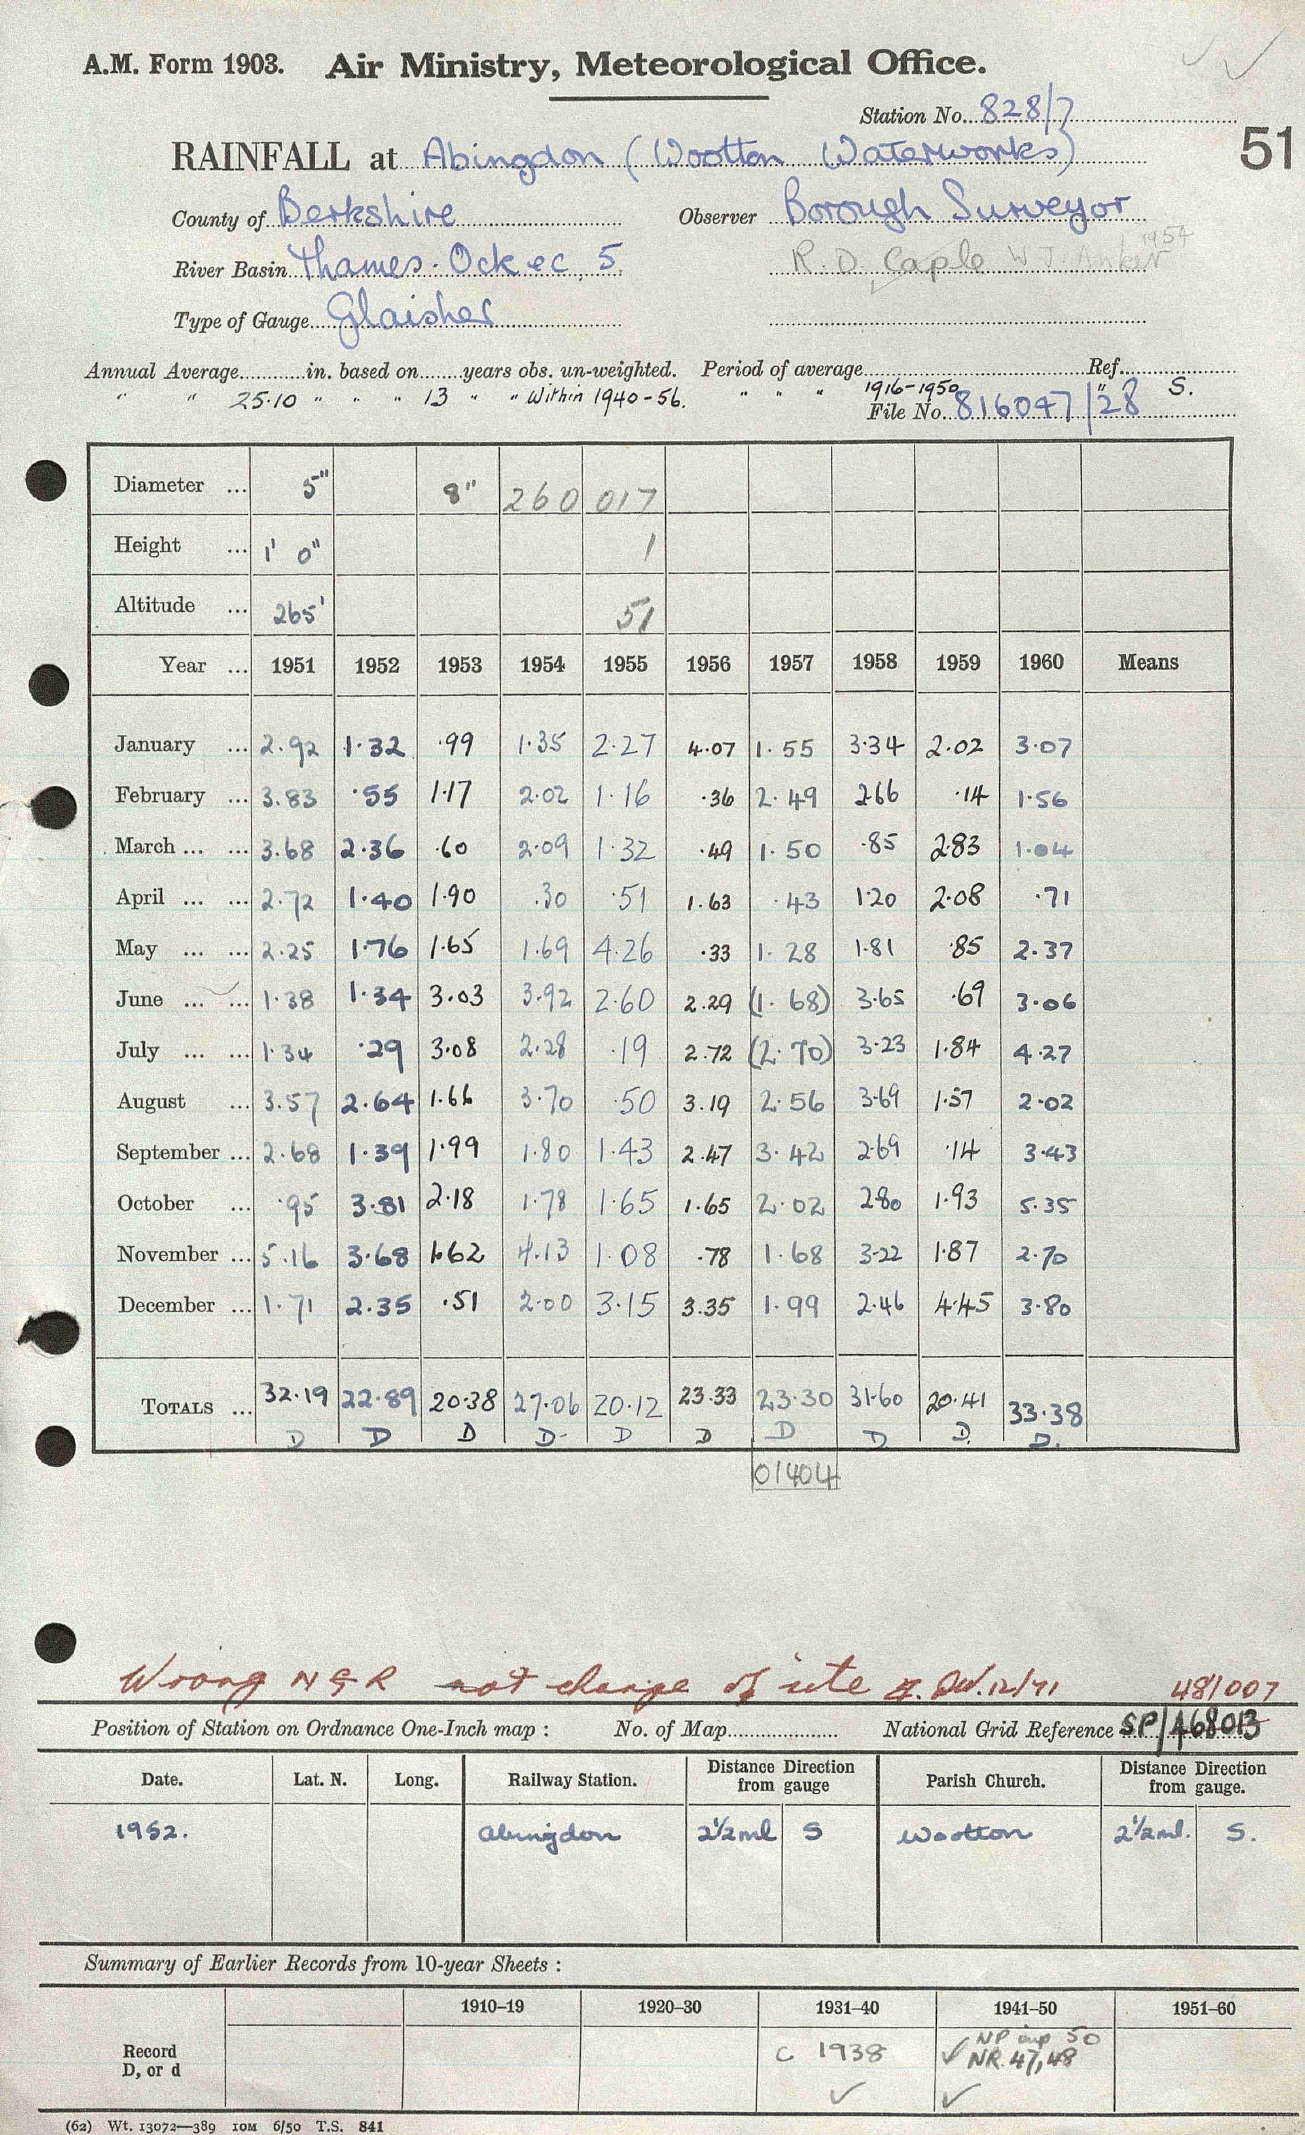 A.M. Form 1903. Air Ministry, Meteorological Office.
Station No. 828/7
RAINFALL at Abingdon (Wootton Waterworks)
51
County of Berkshire Observer Borough Surveyor
River Basin Thames. Ock ec. 5 R. D. Caple W J Anker 1954
Type of Gauge Glaisher
Annual Average............in. based on........years obs. un-weighted. Period of average Ref.
" " 25.10 " " " 13 " " Within 1940-56. " " " 1916-1950 " S.
File No. 816047/28
Diameter ... 5" 8" 260 017
Height ... 1' 0" 1
Altitude ... 265' 51
Year ... 1951 1952 1953 1954 1955 1956 1957 1958 1959 1960 Means
January ... 2.92 1.32 .99 1.35 2.27 4.07 1.55 3.34 2.02 3.07
February ... 3.83 .55 1.17 2.02 1.16 .36 2.49 2.66 .14 1.56
March ... ... 3.68 2.36 .60 2.09 1.32 .49 1.50 .85 2.83 1.04
April ... ... 2.72 1.40 1.90 .30 .51 1.63 .43 1.20 2.08 .71
May ... ... 2.25 1.76 1.65 1.69 4.26 .33 1.28 1.81 .85 2.37
June ... ... 1.38 1.34 3.03 3.92 2.60 2.29 (1.68) 3.65 .69 3.06
July ... ... 1.34 .29 3.08 2.28 .19 2.72 (2.70) 3.23 1.84 4.27
August ... 3.57 2.64 1.66 3.70 .50 3.19 2.56 3.69 1.57 2.02
September ... 2.68 1.39 1.99 1.80 1.43 2.47 3.42 2.69 .14 3.43
October ... .95 3.81 2.18 1.78 1.65 1.65 2.02 2.80 1.93 5.35
November ... 5.16 3.68 1.62 4.13 1.08 .78 1.68 3.22 1.87 2.70
December ... 1.71 2.35 .51 2.00 3.15 3.35 1.99 2.46 4.45 3.80
TOTALS ... 32.19 22.89 20.38 27.06 20.12 23.33 23.30 31.60 20.41 33.38
D D D D D D D D D. D.
01404
Wrong NGR not change of site 12/71 48/007
Position of Station on Ordnance One-Inch map : No. of Map National Grid Reference SP/468013
Date. Lat. N. Long. Railway Station. Distance Direction from gauge Parish Church. Distance Direction from gauge.
1952. Abingdon 2½ml S Wootton 2½ml. S.
Summary of Earlier Records from 10-year Sheets :
1910–19 1920–30 1931–40 1941–50 1951–60
Record D, or d C 1938 ✓ ✓ NP inp 50 NR. 47, 48 ✓
(62) Wt. 13072—389 10M 6/50 T.S. 841